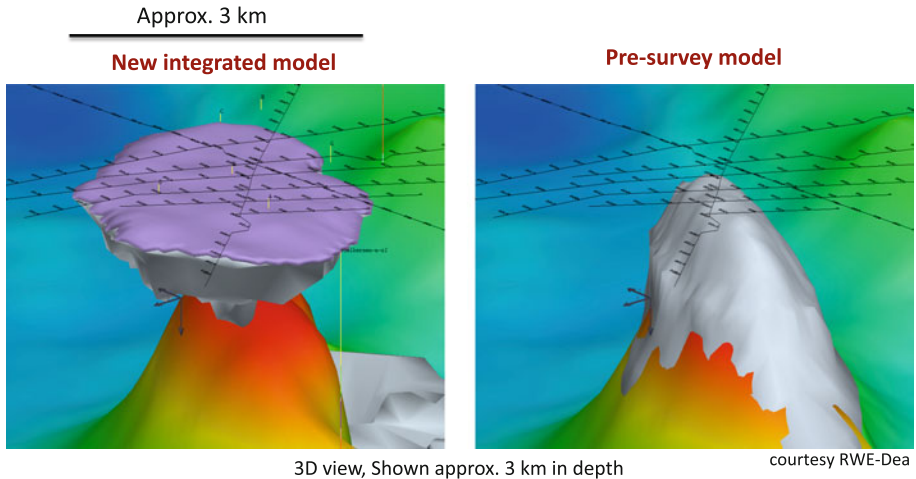 Approx. 3 km
New integrated model
Pre-survey model
3D view, Shown approx. 3 km in depth
courtesy RWE-Dea